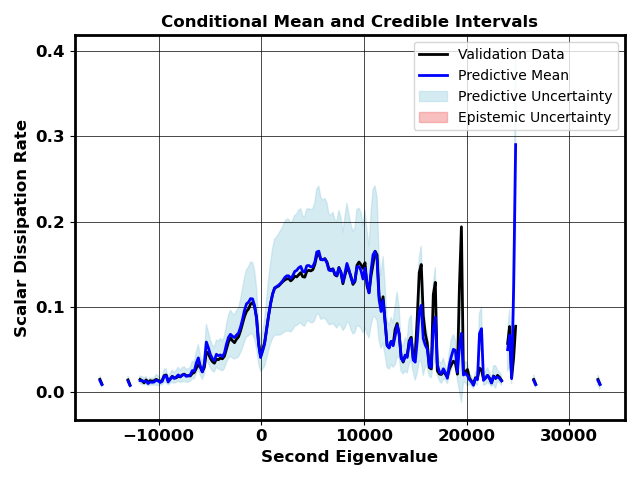 Conditional Mean and Credible Intervals
Validation Data
Predictive Mean
Predictive Uncertainty
Epistemic Uncertainty
Scalar Dissipation Rate
0.4
0.3
0.2
0.1
0.0
−10000 0 10000 20000 30000
Second Eigenvalue